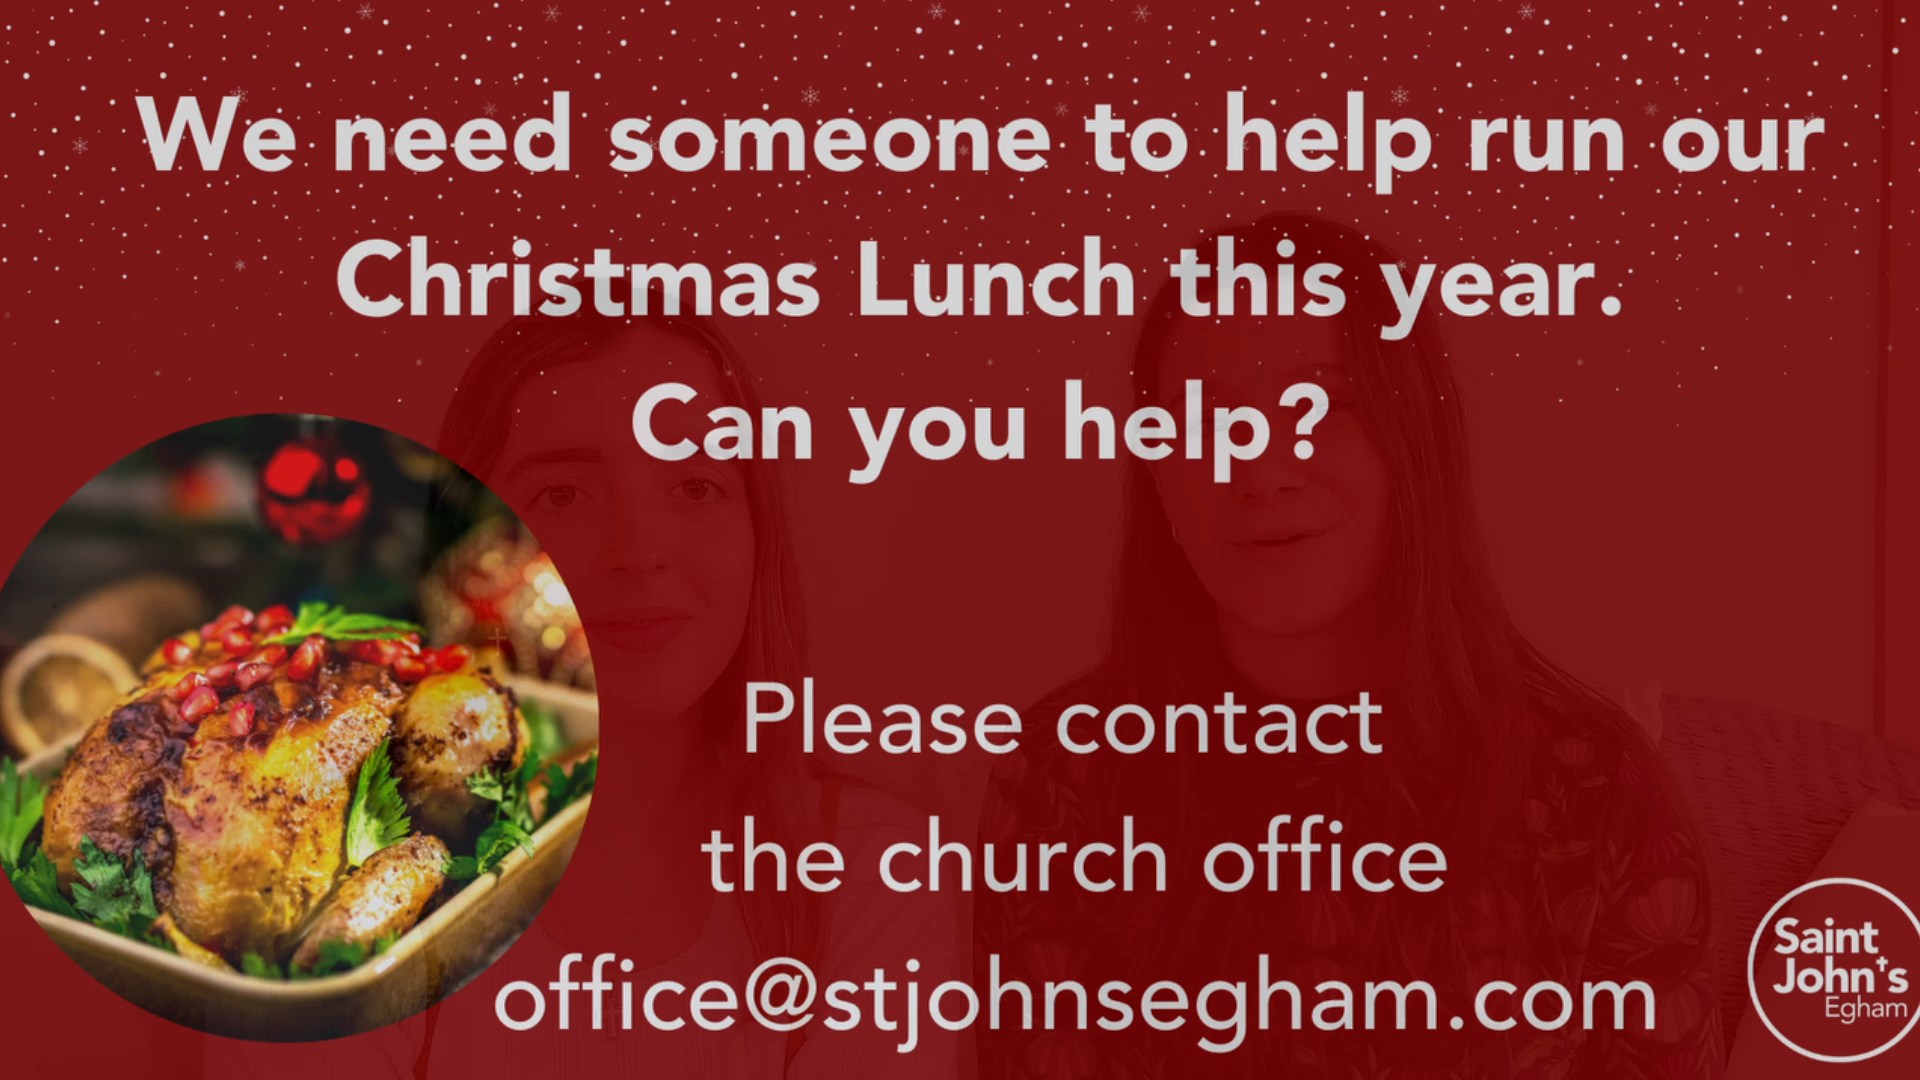 We need someone to help run our
Christmas Lunch this year.
Can you help?
Please contact
the church office
office@stjohnsegham.com
Saint
John's
Egham